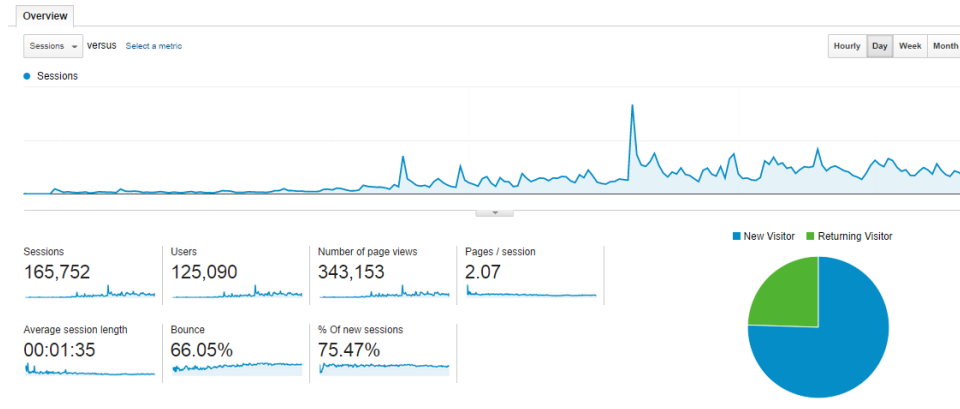 Overview
Sessions versus Select a metric Hourly Day Week Month
Sessions
New Visitor Returning Visitor
Sessions Users Number of page views Pages / session
165,752 125,090 343,153 2.07
Average session length Bounce % Of new sessions
00:01:35 66.05% 75.47%